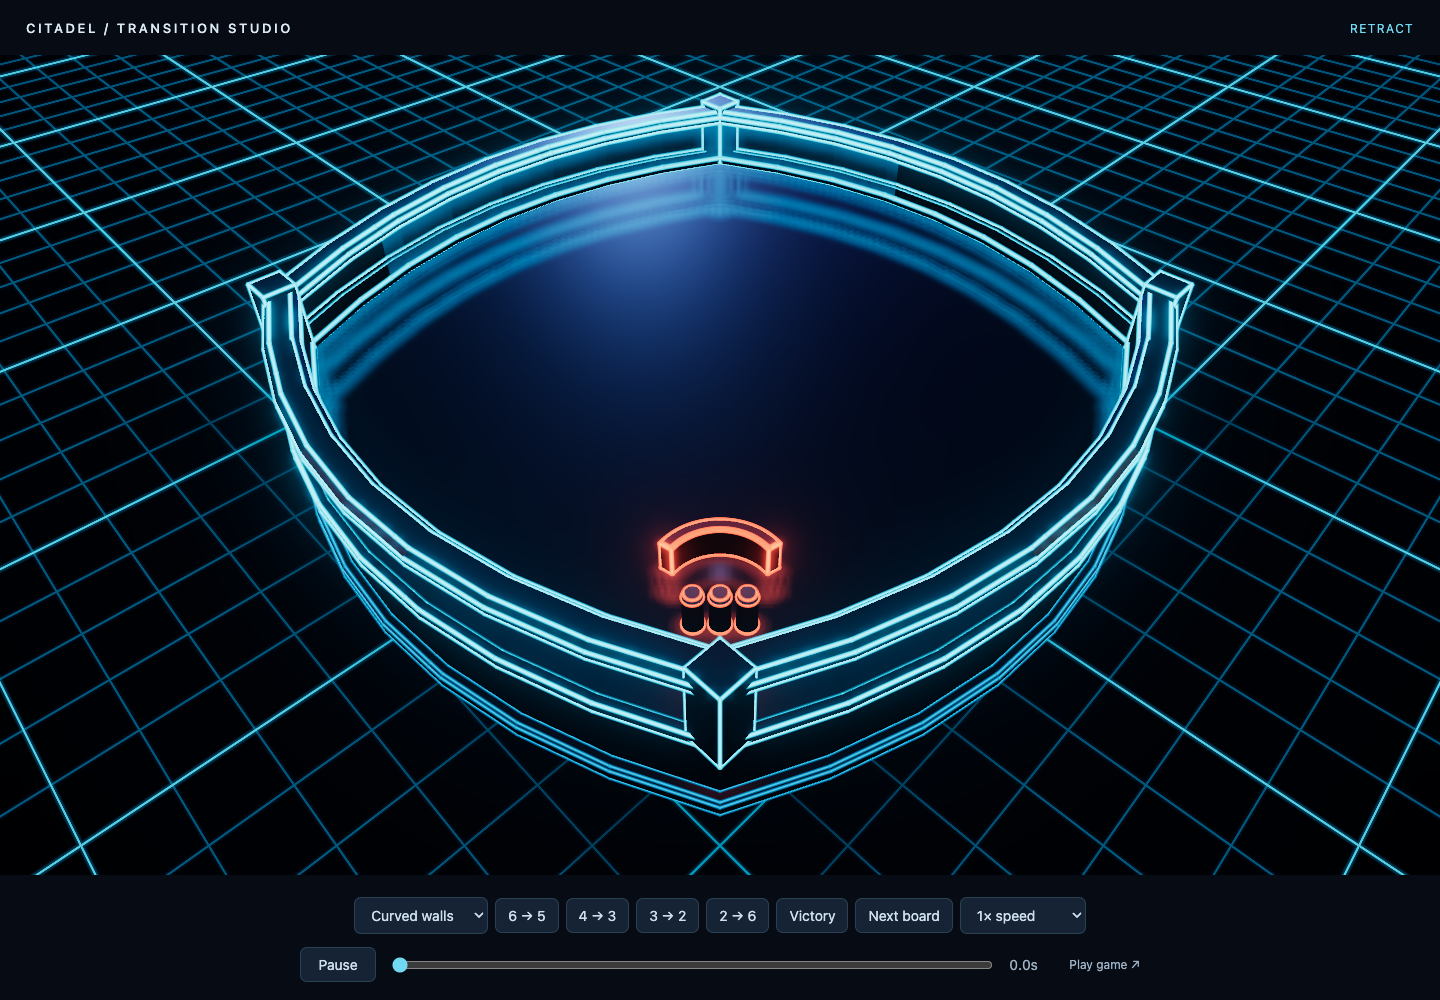 CITADEL / TRANSITION STUDIO
RETRACT
Curved walls
6 → 5
4 → 3
3 → 2
2 → 6
Victory
Next board
1× speed
Pause
0.0s
Play game ↗